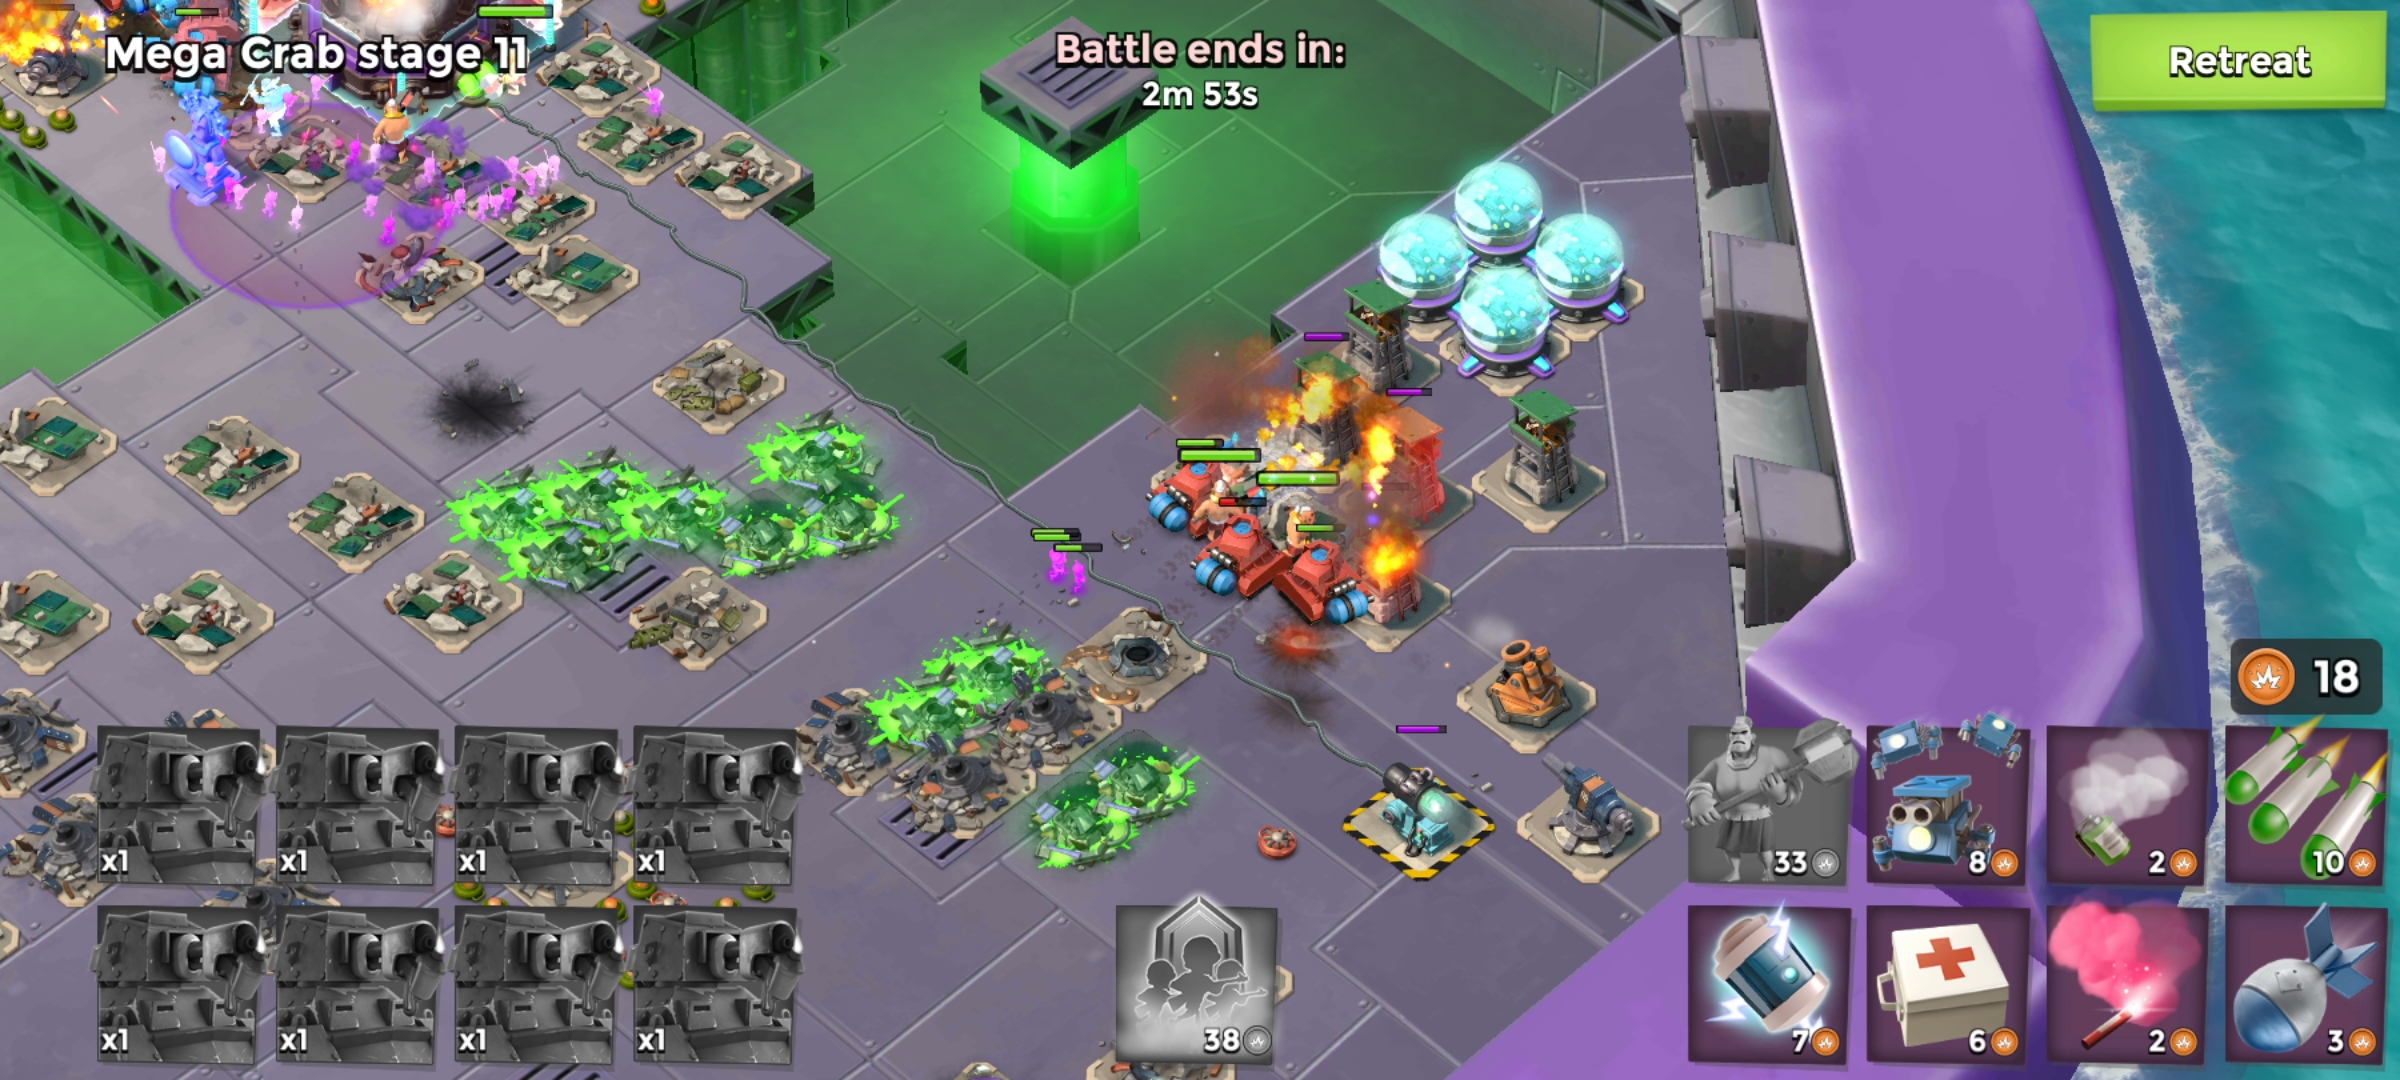 Mega Crab stage 11
Battle ends in:
2m 53s
Retreat
18
x1 x1 x1 x1
33 8 2 10
x1 x1 x1 x1
38
7 6 2 3